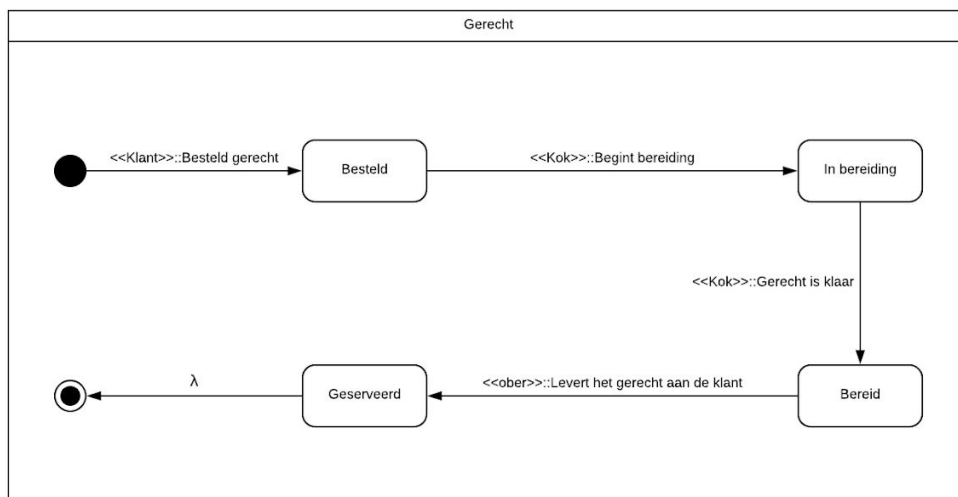 Gerecht
<<Klant>>::Besteld gerecht
Besteld
<<Kok>>::Begint bereiding
In bereiding
<<Kok>>::Gerecht is klaar
λ
Geserveerd
<<ober>>::Levert het gerecht aan de klant
Bereid